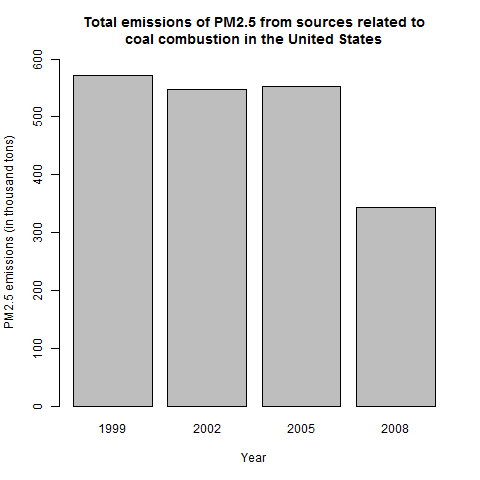 Total emissions of PM2.5 from sources related to
coal combustion in the United States
PM2.5 emissions (in thousand tons)
600
500
400
300
200
100
0
1999 2002 2005 2008
Year